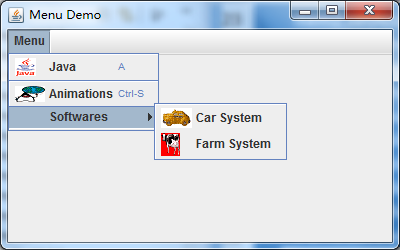 Menu Demo
Menu
Java A
Animations Ctrl-S
Softwares
Car System
Farm System